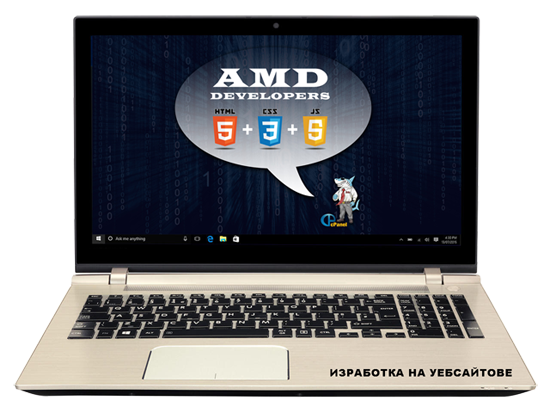 AMD
DEVELOPERS
HTML CSS JS
5 + 3 + 5
cPanel
Ask me anything
ИЗРАБОТКА НА УЕБСАЙТОВЕ